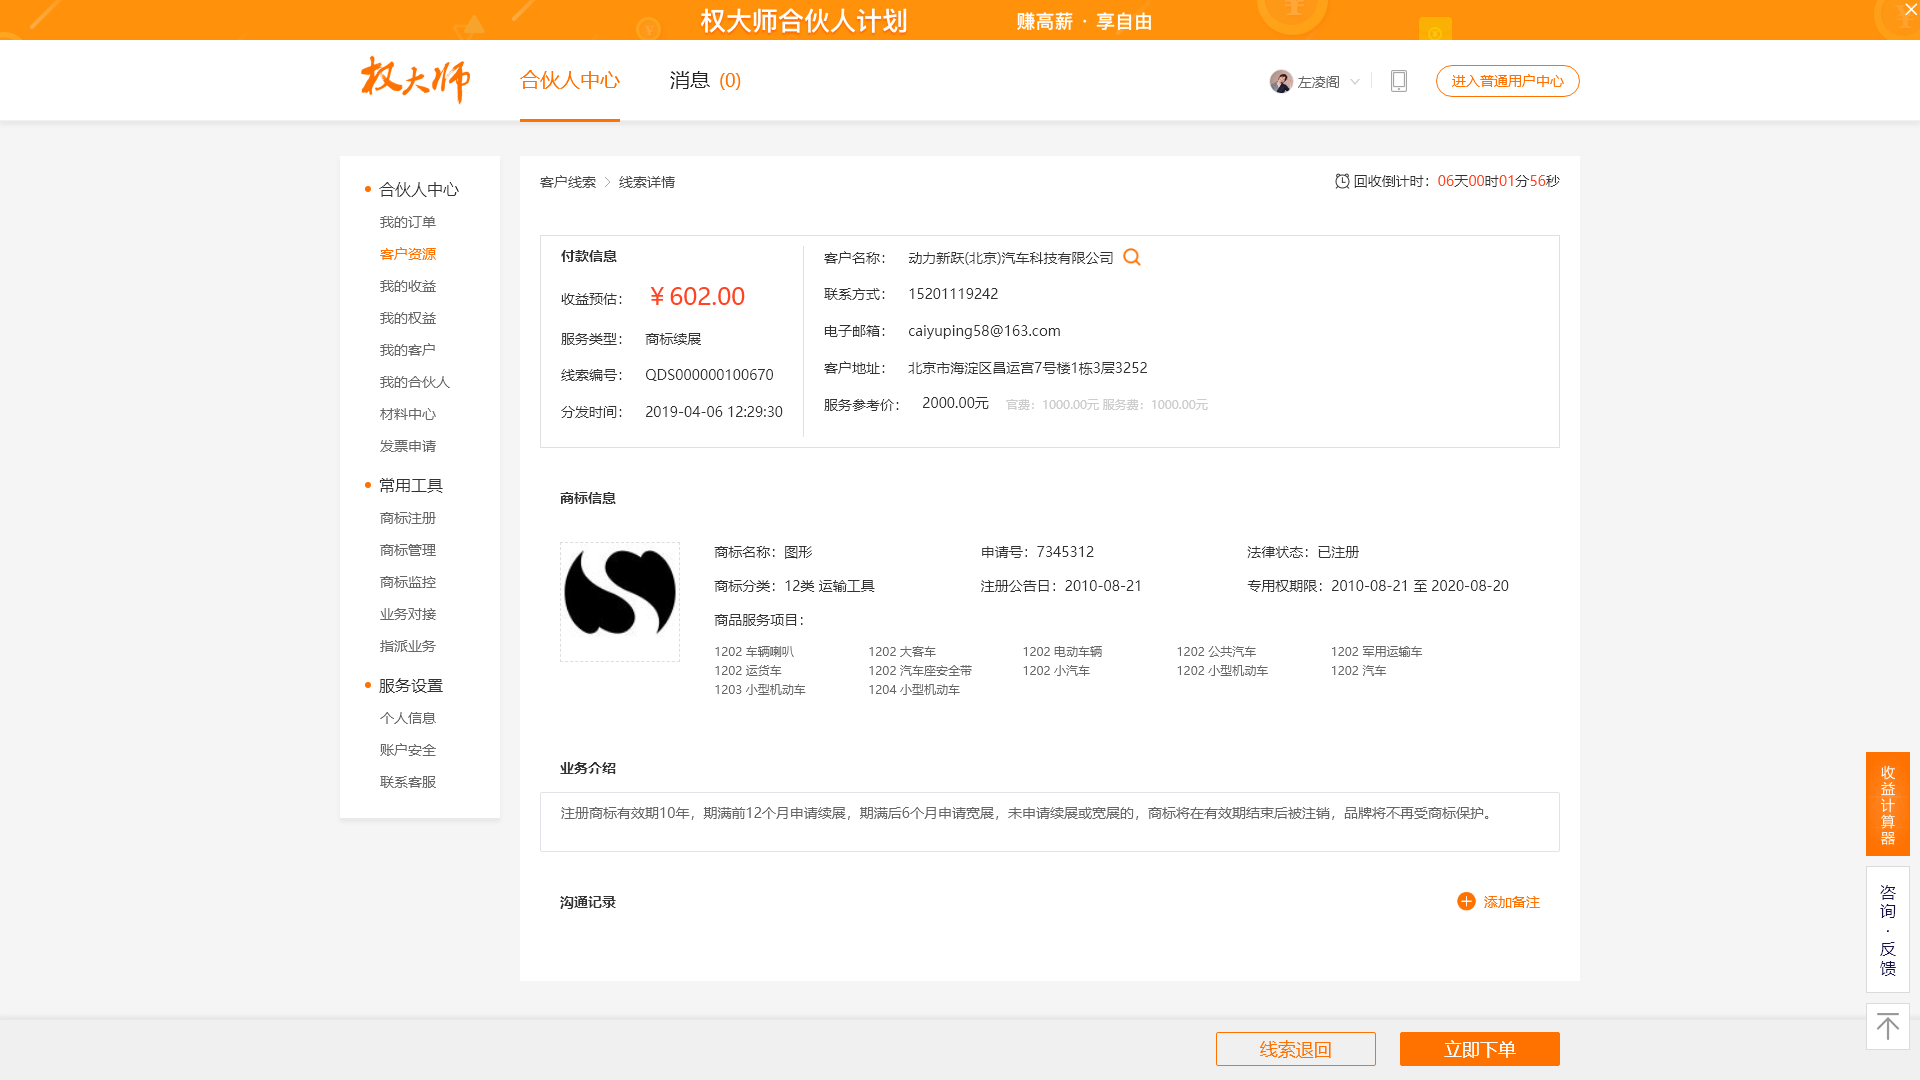 权大师合伙人计划
赚高薪 · 享自由
权大师
合伙人中心
消息 (0)
左凌阁
进入普通用户中心
合伙人中心
我的订单
客户资源
我的收益
我的权益
我的客户
我的合伙人
材料中心
发票申请
常用工具
商标注册
商标管理
商标监控
业务对接
指派业务
服务设置
个人信息
账户安全
联系客服
客户线索 > 线索详情
回收倒计时：06天00时01分56秒
付款信息
收益预估： ¥ 602.00
服务类型： 商标续展
线索编号： QDS000000100670
分发时间： 2019-04-06 12:29:30
客户名称： 动力新跃(北京)汽车科技有限公司
联系方式： 15201119242
电子邮箱： caiyuping58@163.com
客户地址： 北京市海淀区昌运宫7号楼1栋3层3252
服务参考价： 2000.00元 官费：1000.00元 服务费：1000.00元
商标信息
商标名称：图形 申请号：7345312 法律状态：已注册
商标分类：12类 运输工具 注册公告日：2010-08-21 专用权期限：2010-08-21 至 2020-08-20
商品服务项目：
1202 车辆喇叭 1202 大客车 1202 电动车辆 1202 公共汽车 1202 军用运输车
1202 运货车 1202 汽车座安全带 1202 小汽车 1202 小型机动车 1202 汽车
1203 小型机动车 1204 小型机动车
业务介绍
注册商标有效期10年，期满前12个月申请续展，期满后6个月申请宽展，未申请续展或宽展的，商标将在有效期结束后被注销，品牌将不再受商标保护。
沟通记录
添加备注
收益计算器
咨询·反馈
线索退回
立即下单